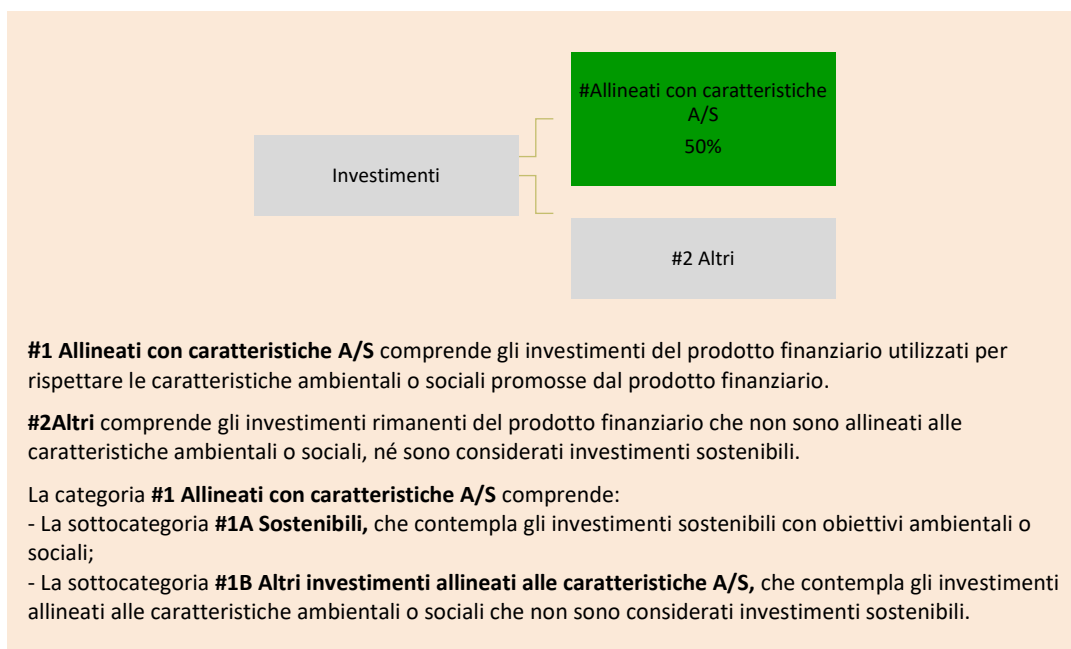 #Allineati con caratteristiche
A/S
50%
Investimenti
#2 Altri
#1 Allineati con caratteristiche A/S comprende gli investimenti del prodotto finanziario utilizzati per
rispettare le caratteristiche ambientali o sociali promosse dal prodotto finanziario.
#2Altri comprende gli investimenti rimanenti del prodotto finanziario che non sono allineati alle
caratteristiche ambientali o sociali, né sono considerati investimenti sostenibili.
La categoria #1 Allineati con caratteristiche A/S comprende:
- La sottocategoria #1A Sostenibili, che contempla gli investimenti sostenibili con obiettivi ambientali o
sociali;
- La sottocategoria #1B Altri investimenti allineati alle caratteristiche A/S, che contempla gli investimenti
allineati alle caratteristiche ambientali o sociali che non sono considerati investimenti sostenibili.